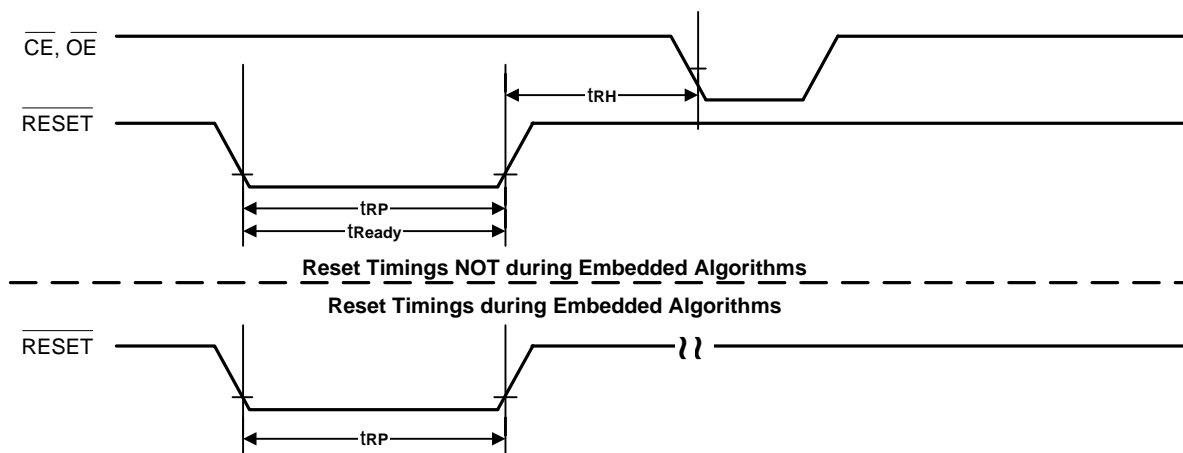 CE, OE
tRH
RESET
tRP
tReady
Reset Timings NOT during Embedded Algorithms
Reset Timings during Embedded Algorithms
RESET
tRP